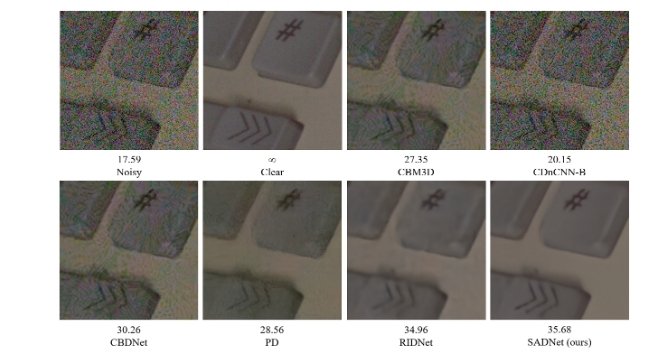 17.59 ∞ 27.35 20.15
Noisy Clear CBM3D CDnCNN-B
30.26 28.56 34.96 35.68
CBDNet PD RIDNet SADNet (ours)